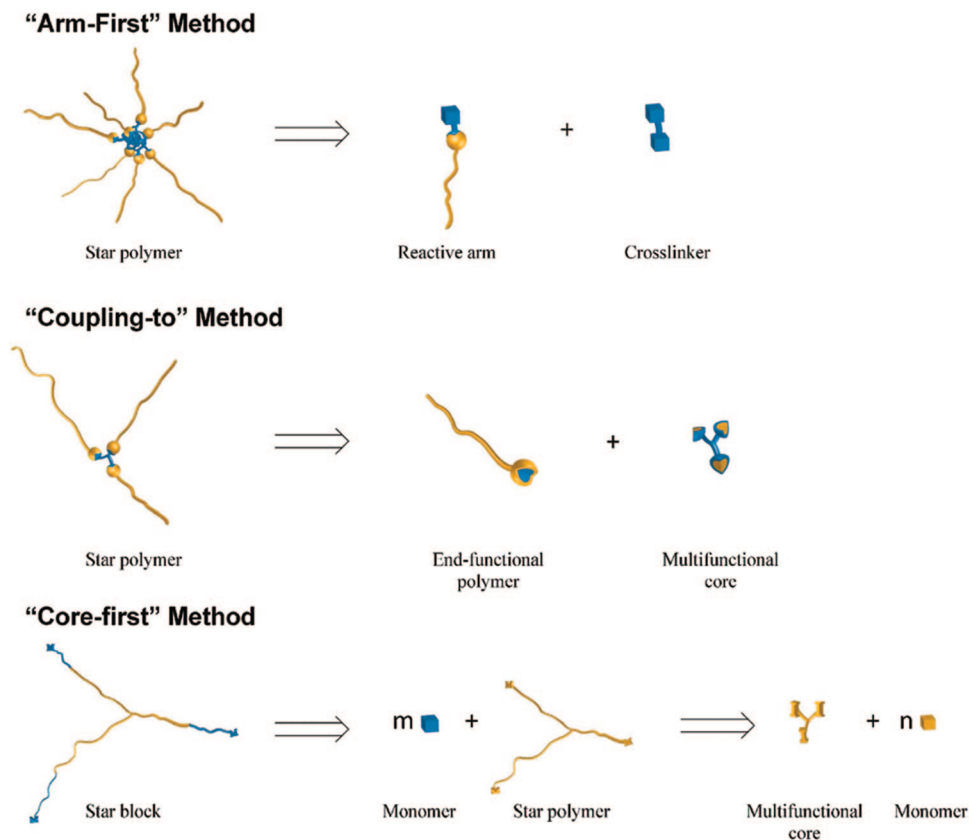 “Arm-First” Method
+
Star polymer
Reactive arm
Crosslinker
“Coupling-to” Method
+
Star polymer
End-functional
polymer
Multifunctional
core
“Core-first” Method
m + + n
Star block
Monomer
Star polymer
Multifunctional
core
Monomer